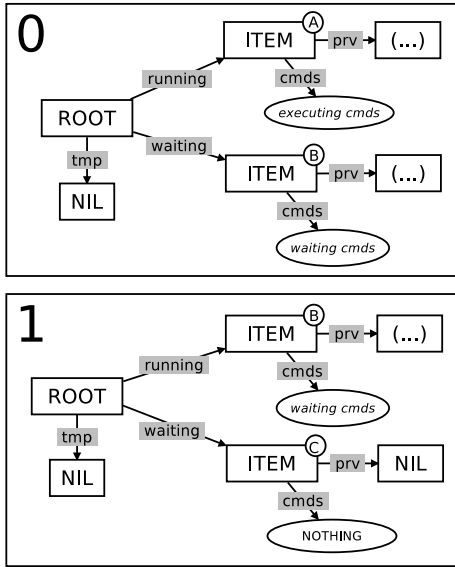 0
A
ITEM prv (...)
running cmds
executing cmds
ROOT
tmp waiting
B
NIL ITEM prv (...)
cmds
waiting cmds
1
B
ITEM prv (...)
running cmds
ROOT waiting cmds
tmp waiting
C
NIL ITEM prv NIL
cmds
NOTHING